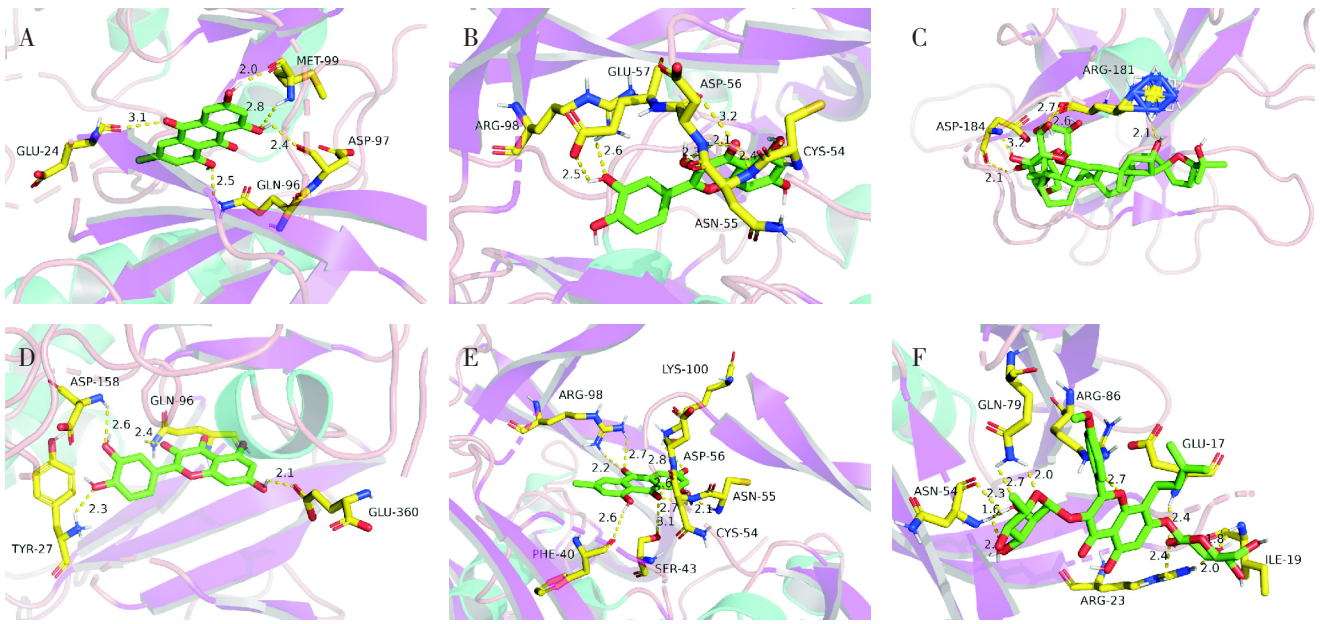 A
MET-99
2.0
2.8
3.1
GLU-24
2.4
ASP-97
2.5
GLN-96
B
GLU-57
ASP-56
3.2
ARG-98
2.6
2.1
2.4
CYS-54
2.5
ASN-55
C
ARG-181
2.7
2.6
ASP-184
3.2
2.1
2.1
D
ASP-158
GLN-96
2.6
2.4
2.1
2.3
GLU-360
TYR-27
E
LYS-100
ARG-98
2.7
2.8
ASP-56
2.2
2.6
ASN-55
2.7
2.1
2.6
3.1
CYS-54
PHE-40
SER-43
F
GLN-79
ARG-86
GLU-17
2.0
2.7
2.7
ASN-54
2.3
1.6
2.4
1.8
2.4
2.0
ILE-19
ARG-23